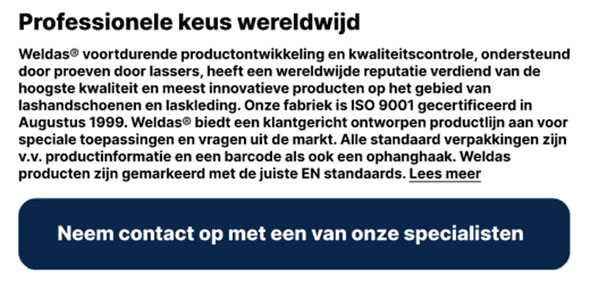 Professionele keus wereldwijd
Weldas® voortdurende productontwikkeling en kwaliteitscontrole, ondersteund
door proeven door lassers, heeft een wereldwijde reputatie verdiend van de
hoogste kwaliteit en meest innovatieve producten op het gebied van
lashandschoenen en laskleding. Onze fabriek is ISO 9001 gecertificeerd in
Augustus 1999. Weldas® biedt een klantgericht ontworpen productlijn aan voor
speciale toepassingen en vragen uit de markt. Alle standaard verpakkingen zijn
v.v. productinformatie en een barcode als ook een ophanghaak. Weldas
producten zijn gemarkeerd met de juiste EN standaards. Lees meer
Neem contact op met een van onze specialisten